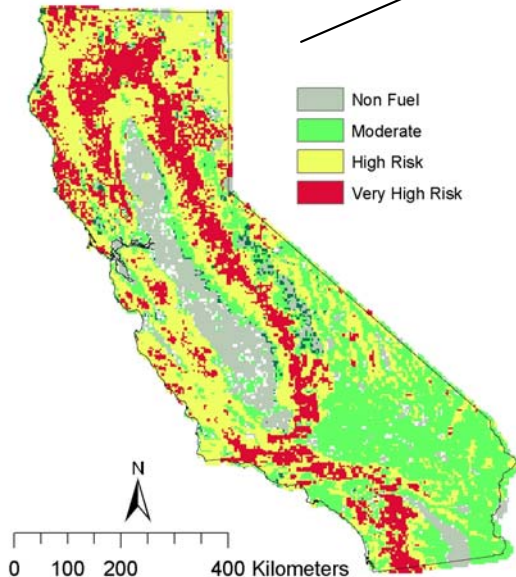 Non Fuel
Moderate
High Risk
Very High Risk
N
0 100 200 400 Kilometers